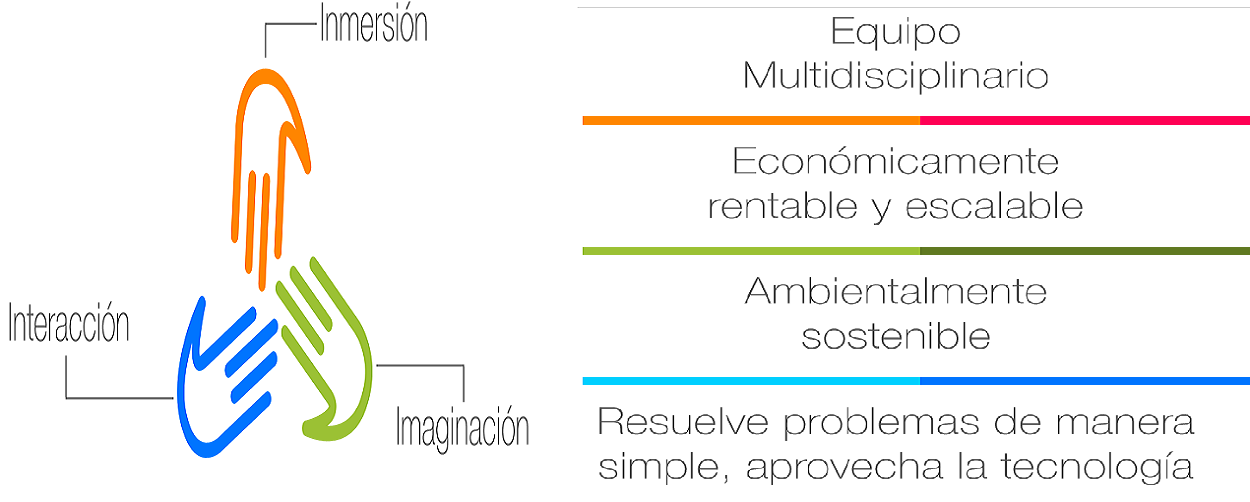 Inmersión
Interacción
Imaginación
Equipo
Multidisciplinario
Económicamente
rentable y escalable
Ambientalmente
sostenible
Resuelve problemas de manera
simple, aprovecha la tecnología